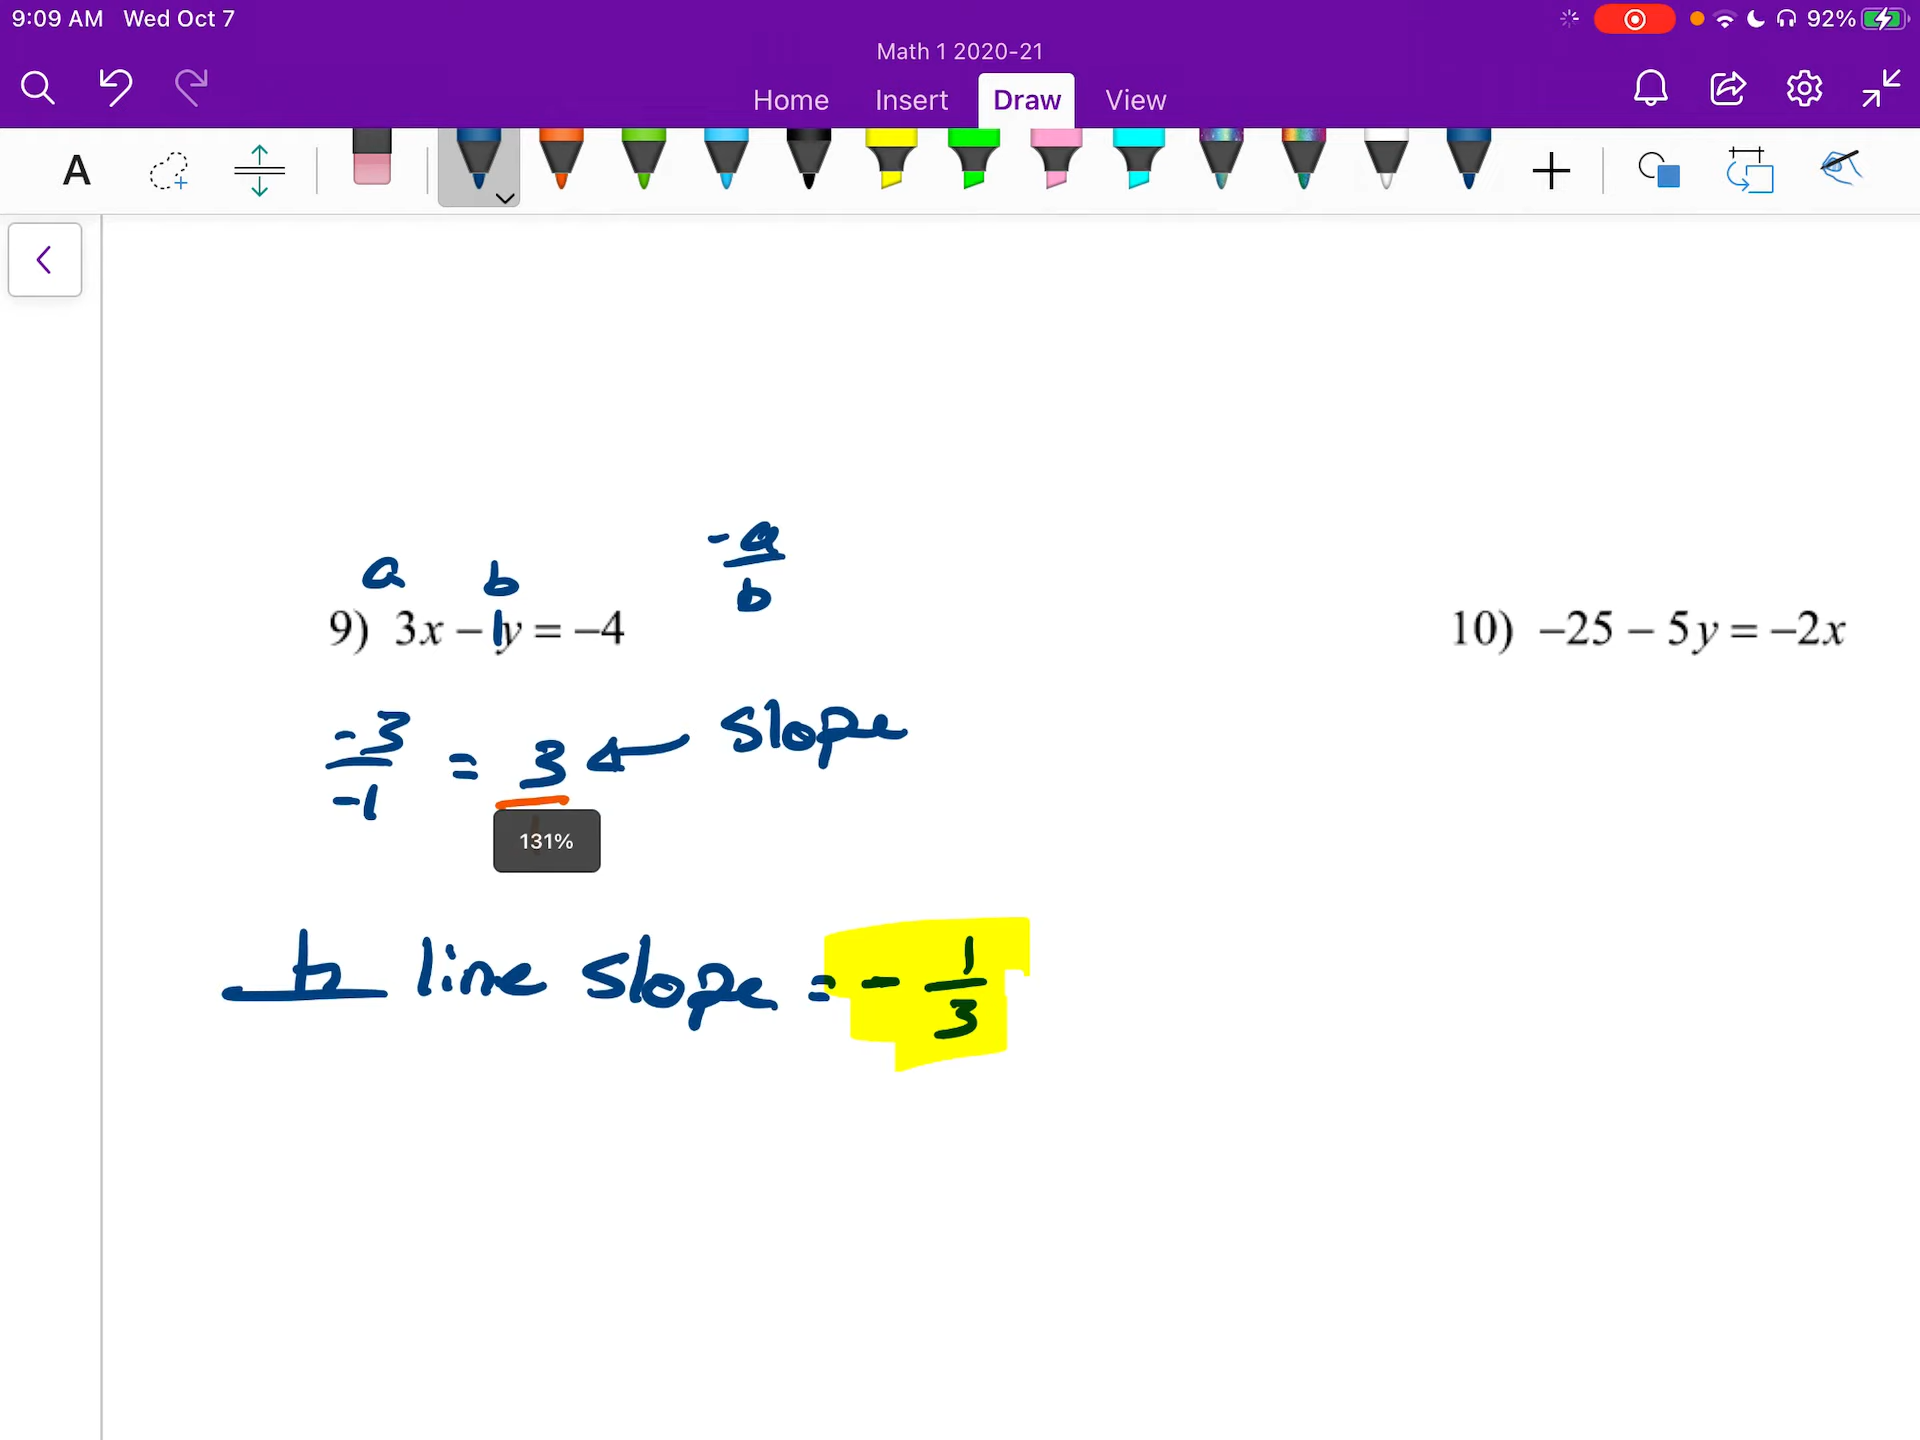 9:09 AM Wed Oct 7 92%
Math 1 2020-21
Home Insert Draw View
A
-a/b
a b
9) 3x – 1y = –4
10) –25 – 5y = –2x
-3/-1 = 3 ← slope
131%
⊥ line slope = - 1/3